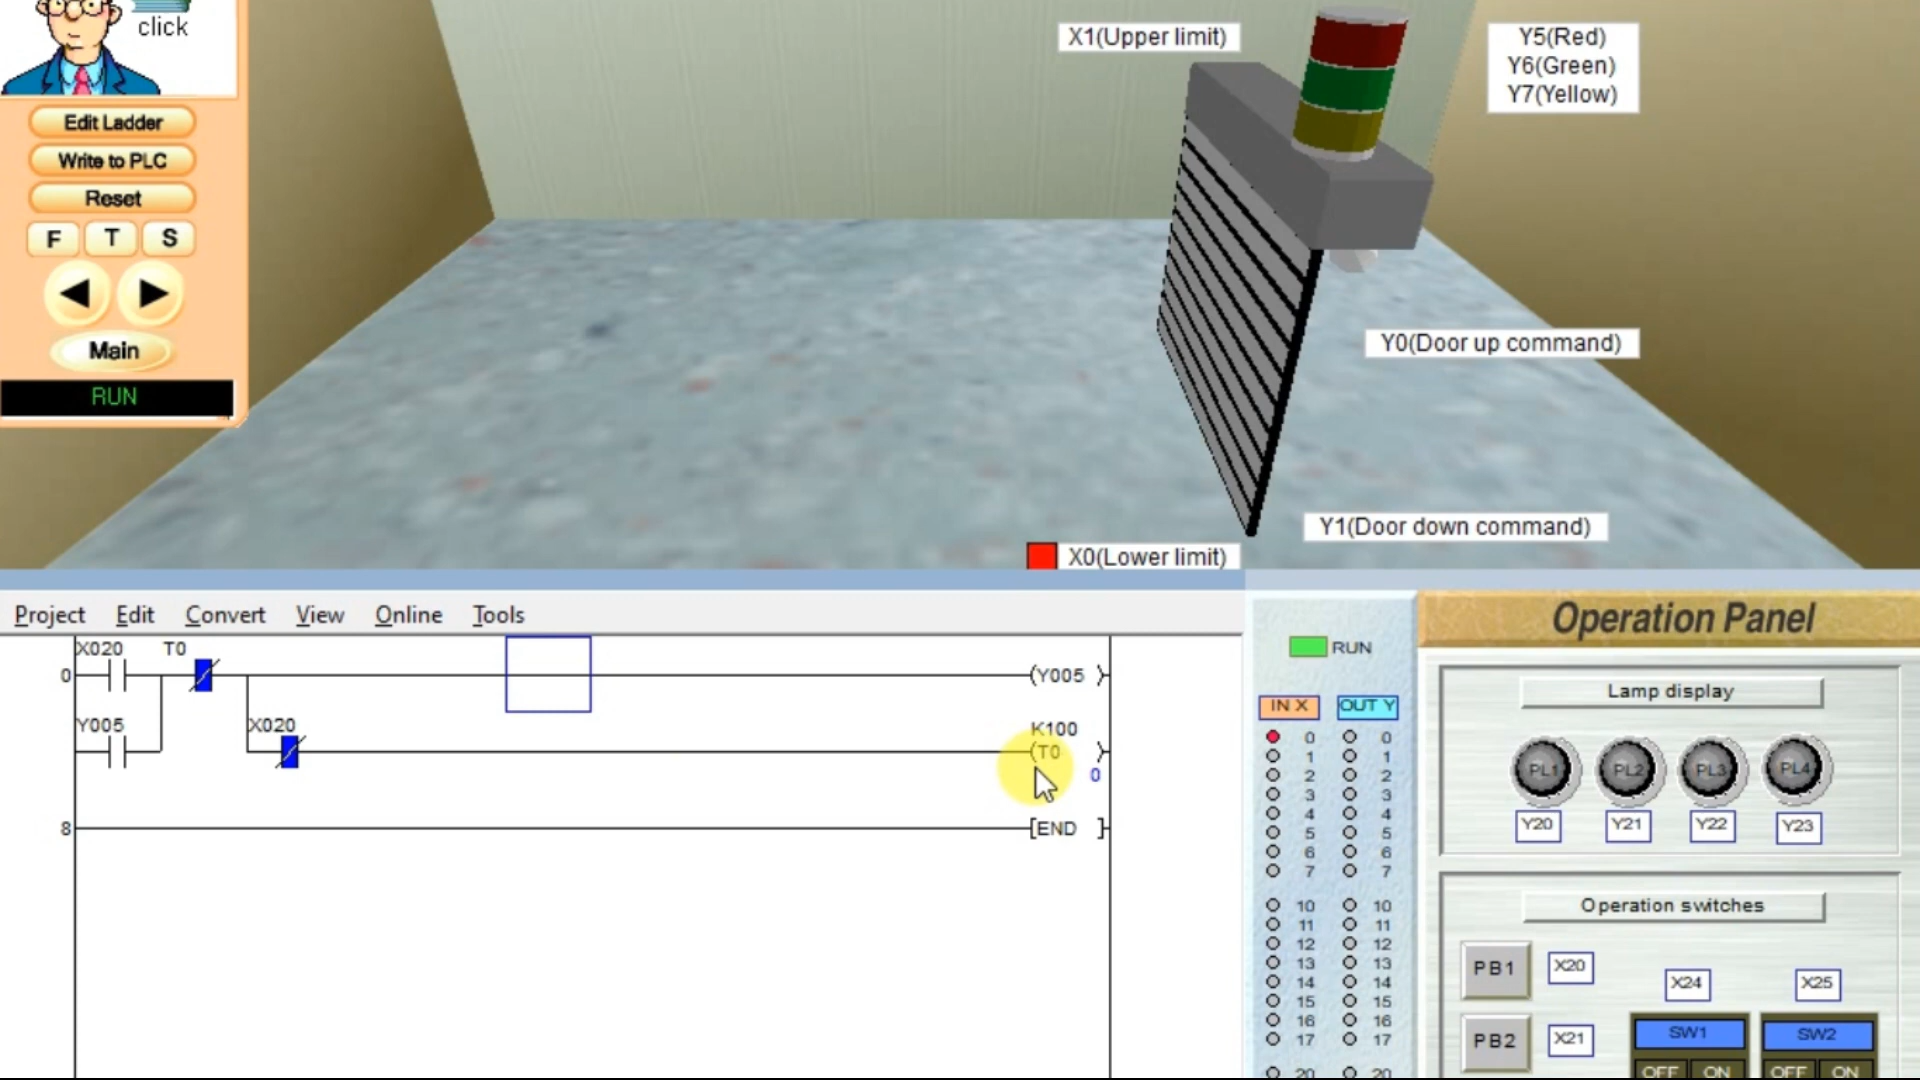 click
Edit Ladder
Write to PLC
Reset
F T S
Main
RUN
X1(Upper limit)
Y5(Red)
Y6(Green)
Y7(Yellow)
Y0(Door up command)
Y1(Door down command)
X0(Lower limit)
Project Edit Convert View Online Tools
X020 T0
0 (Y005 )
Y005 X020 K100
(T0 )
0
8 [END ]
Operation Panel
RUN
IN X OUT Y
0 0
1 1
2 2
3 3
4 4
5 5
6 6
7 7
10 10
11 11
12 12
13 13
14 14
15 15
16 16
17 17
20 20
Lamp display
PL1 PL2 PL3 PL4
Y20 Y21 Y22 Y23
Operation switches
PB1 X20
X24 X25
PB2 X21
SW1 SW2
OFF ON OFF ON